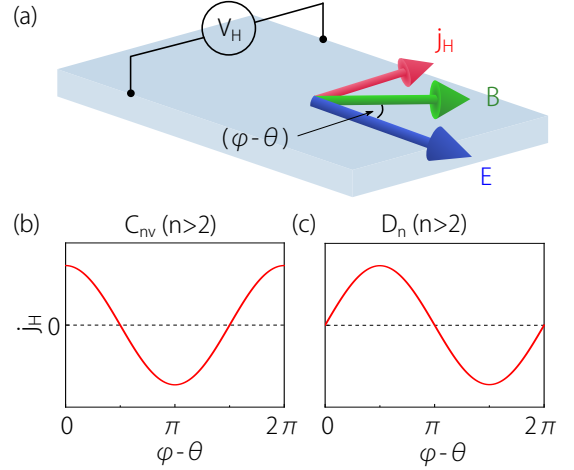 (a)
V_H
j_H
B
(φ-θ)
E
(b) C_nv (n>2)
(c) D_n (n>2)
j_H 0
0 π 2π
0 π 2π
φ-θ
φ-θ